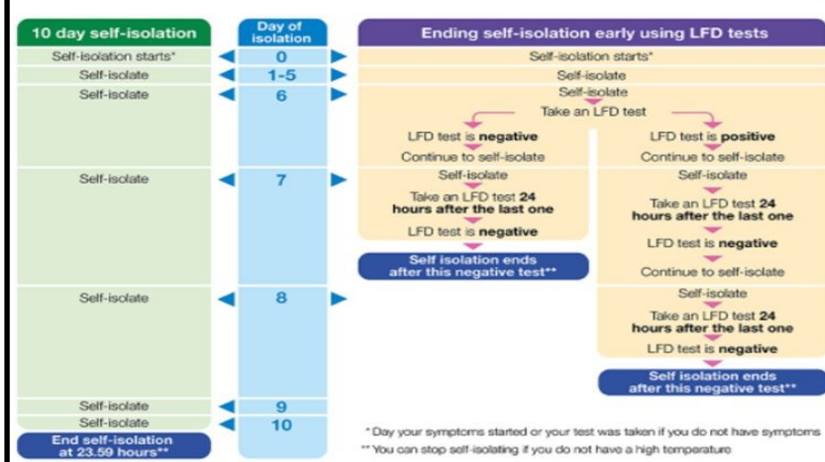 10 day self-isolation
Day of
isolation
Ending self-isolation early using LFD tests
Self-isolation starts*
0
Self-isolation starts*
Self-isolate
1-5
Self-isolate
Self-isolate
6
Self-isolate
Take an LFD test
LFD test is negative
LFD test is positive
Continue to self-isolate
Continue to self-isolate
Self-isolate
7
Self-isolate
Self-isolate
Take an LFD test 24
hours after the last one
Take an LFD test 24
hours after the last one
LFD test is negative
LFD test is negative
Self isolation ends
after this negative test**
Continue to self-isolate
Self-isolate
8
Self-isolate
Take an LFD test 24
hours after the last one
LFD test is negative
Self isolation ends
after this negative test**
Self-isolate
9
Self-isolate
10
End self-isolation
at 23.59 hours**
* Day your symptoms started or your test was taken if you do not have symptoms
** You can stop self-isolating if you do not have a high temperature